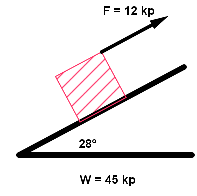 F = 12 kp
28°
W = 45 kp